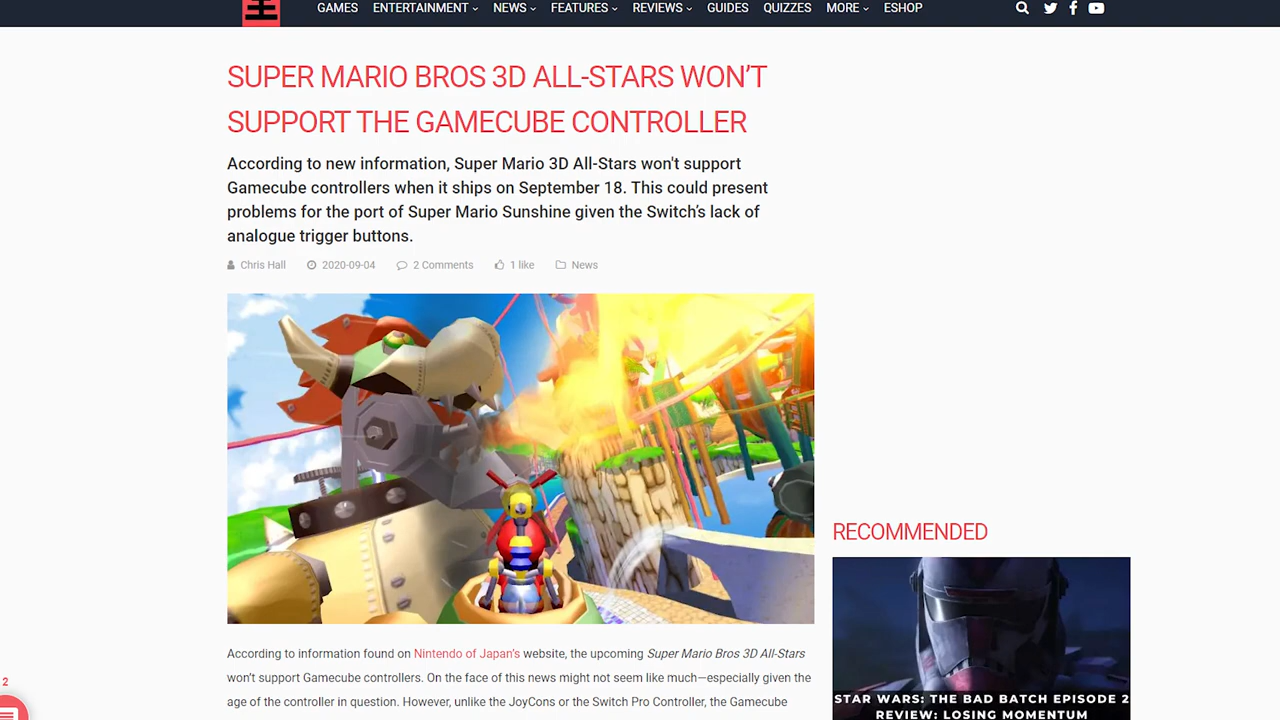 GAMES ENTERTAINMENT NEWS FEATURES REVIEWS GUIDES QUIZZES MORE ESHOP
SUPER MARIO BROS 3D ALL-STARS WON'T
SUPPORT THE GAMECUBE CONTROLLER
According to new information, Super Mario 3D All-Stars won't support
Gamecube controllers when it ships on September 18. This could present
problems for the port of Super Mario Sunshine given the Switch's lack of
analogue trigger buttons.
Chris Hall 2020-09-04 2 Comments 1 like News
RECOMMENDED
STAR WARS: THE BAD BATCH EPISODE 2
REVIEW: LOSING MOMENTUM
According to information found on Nintendo of Japan's website, the upcoming Super Mario Bros 3D All-Stars
won't support Gamecube controllers. On the face of this news might not seem like much—especially given the
age of the controller in question. However, unlike the JoyCons or the Switch Pro Controller, the Gamecube
2